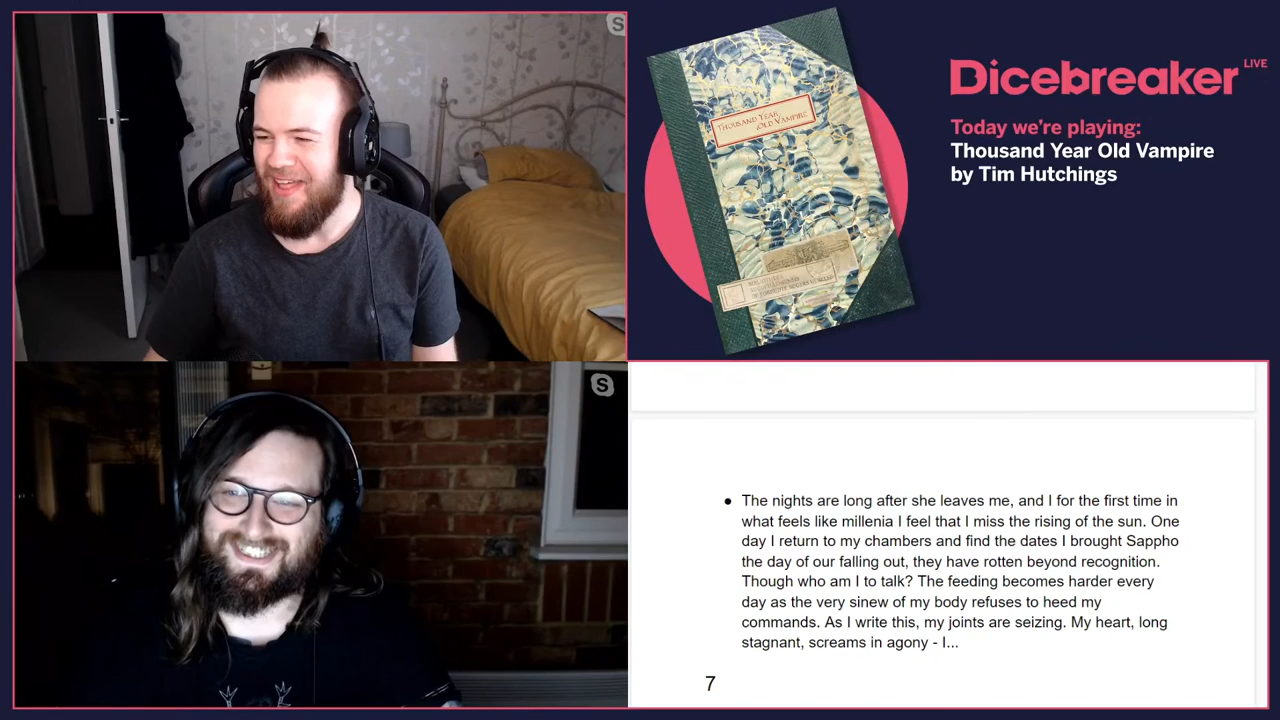 S
THOUSAND YEAR
OLD VAMPIRE
Dicebreaker LIVE
Today we're playing:
Thousand Year Old Vampire
by Tim Hutchings
S
● The nights are long after she leaves me, and I for the first time in
what feels like millenia I feel that I miss the rising of the sun. One
day I return to my chambers and find the dates I brought Sappho
the day of our falling out, they have rotten beyond recognition.
Though who am I to talk? The feeding becomes harder every
day as the very sinew of my body refuses to heed my
commands. As I write this, my joints are seizing. My heart, long
stagnant, screams in agony - I...
7